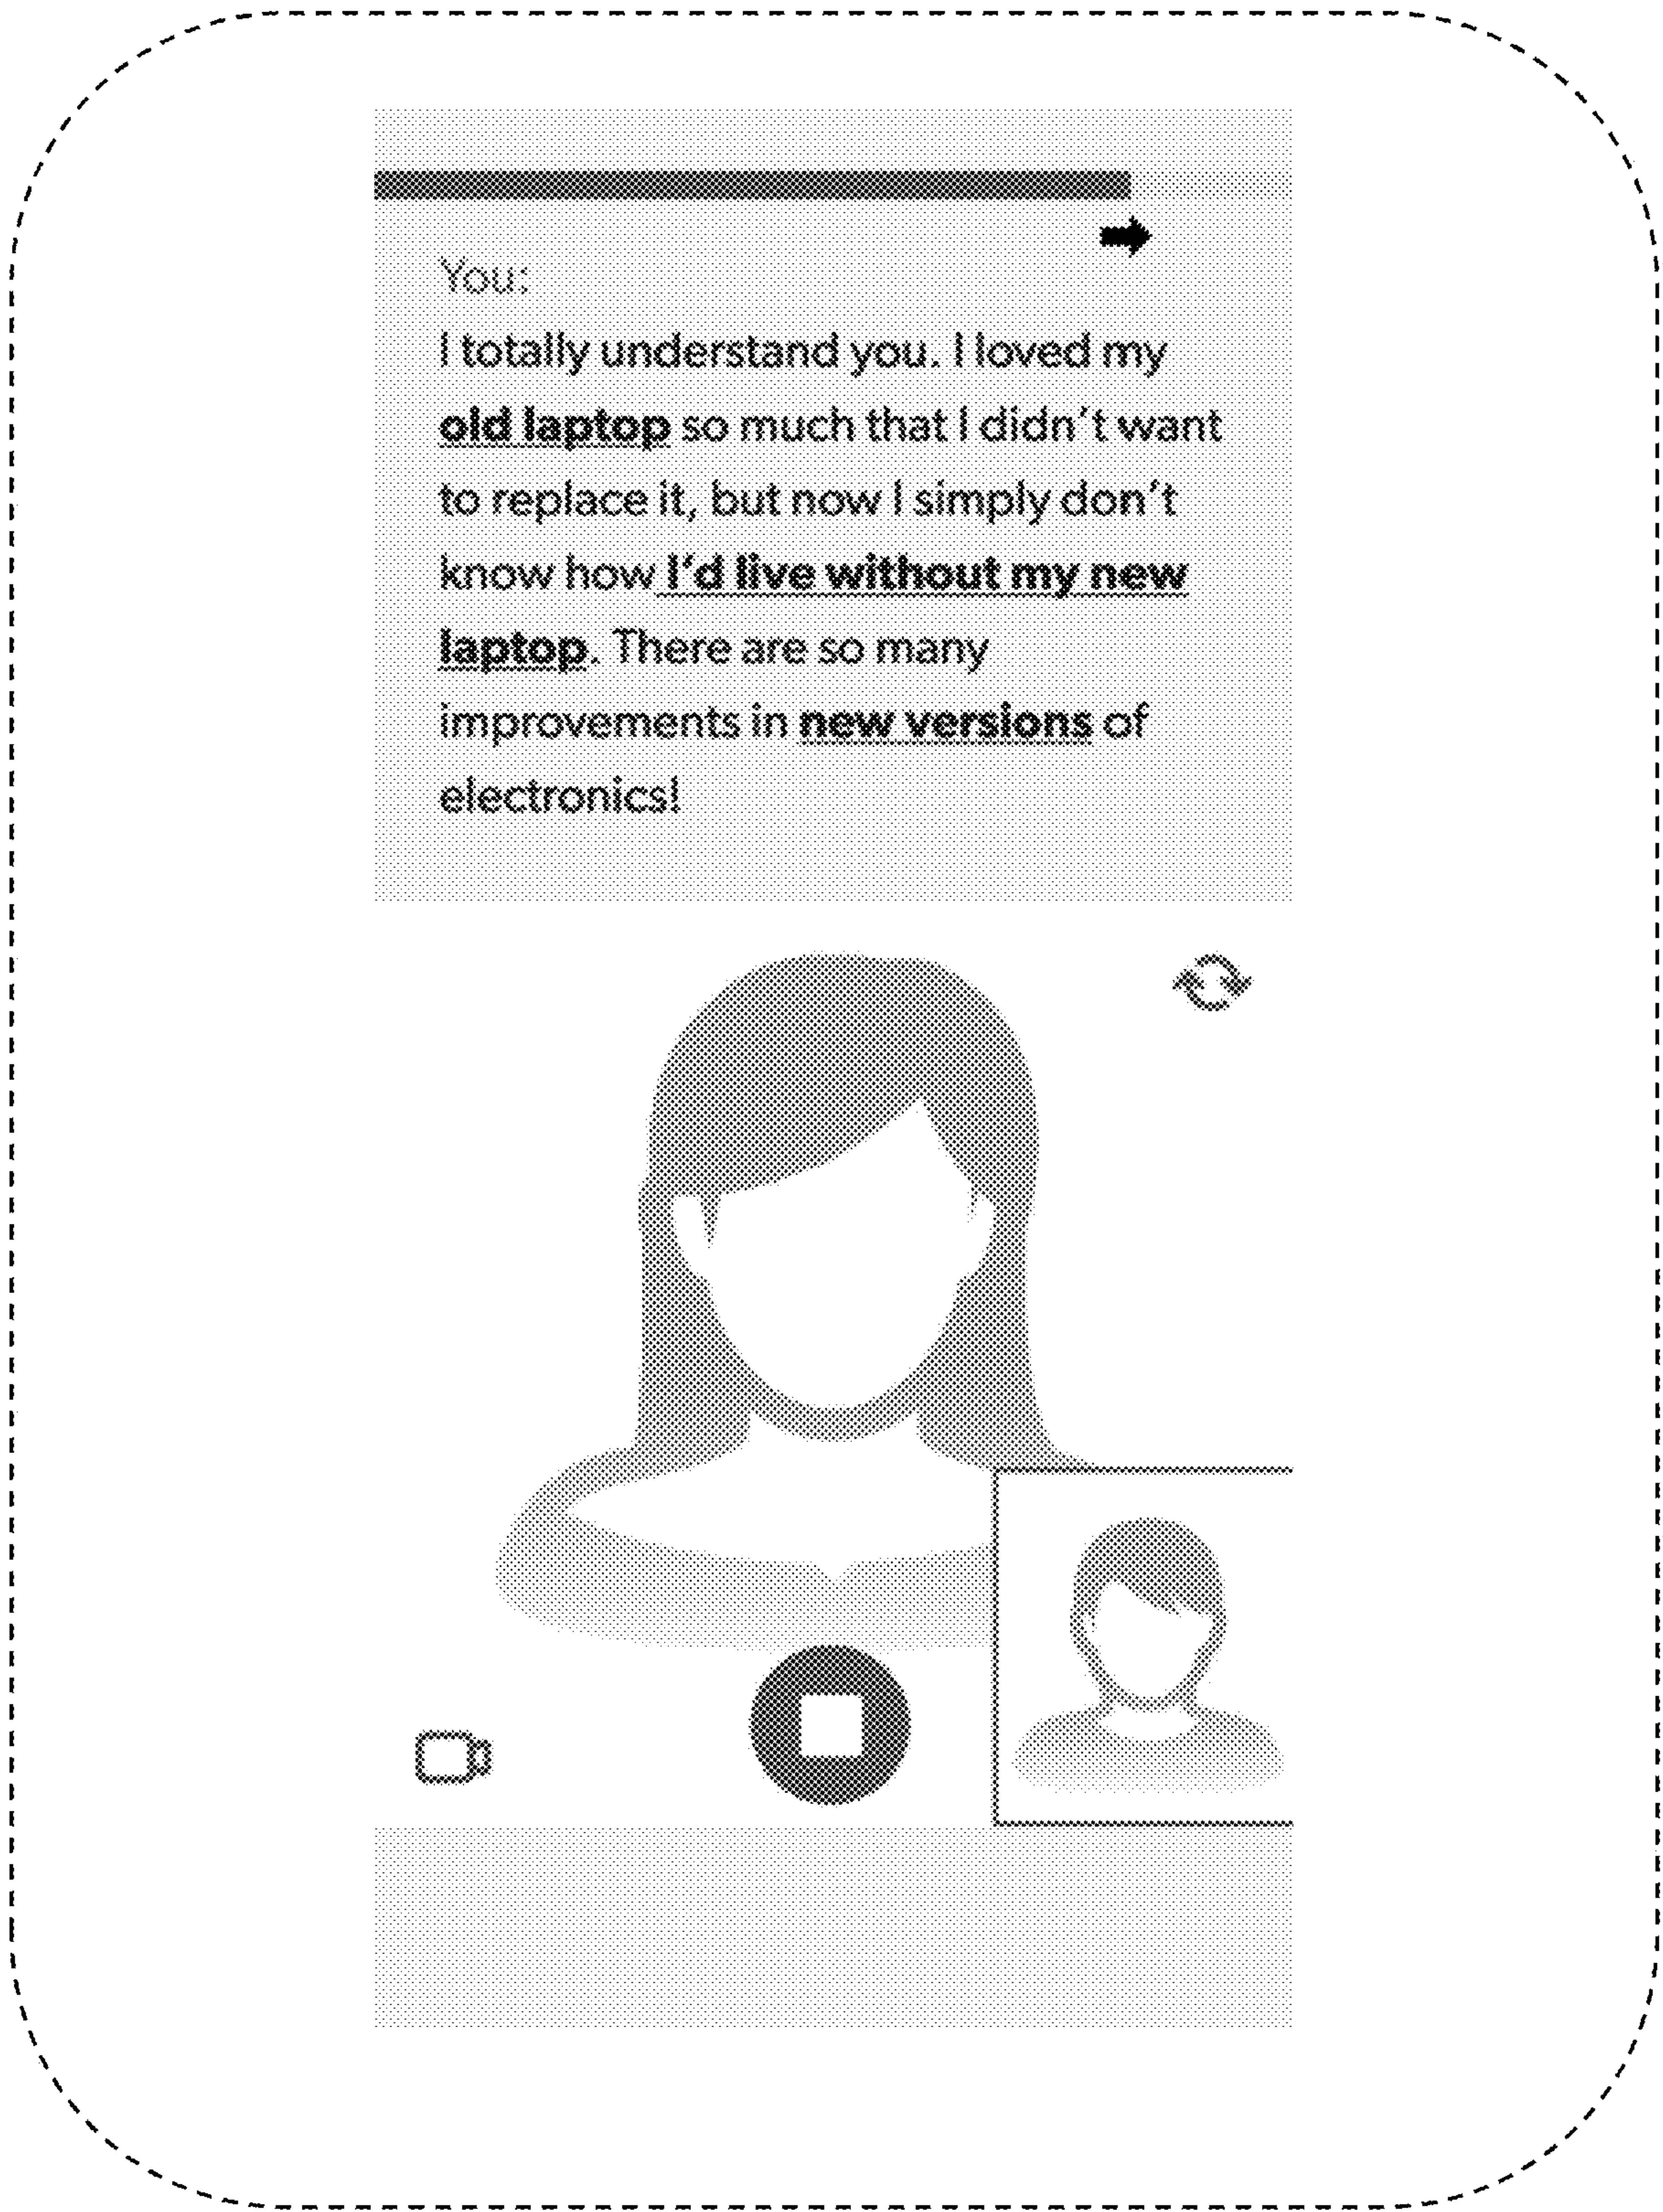 You:
I totally understand you. I loved my
old laptop so much that I didn't want
to replace it, but now I simply don't
know how I'd live without my new
laptop. There are so many
improvements in new versions of
electronics!